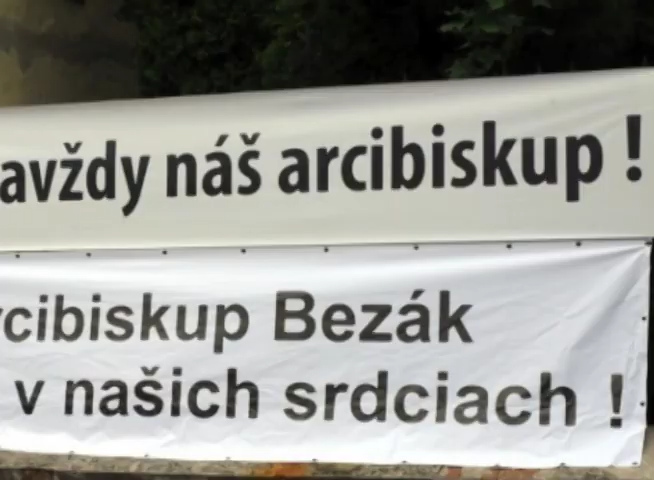 avždy náš arcibiskup !
rcibiskup Bezák
v našich srdciach !